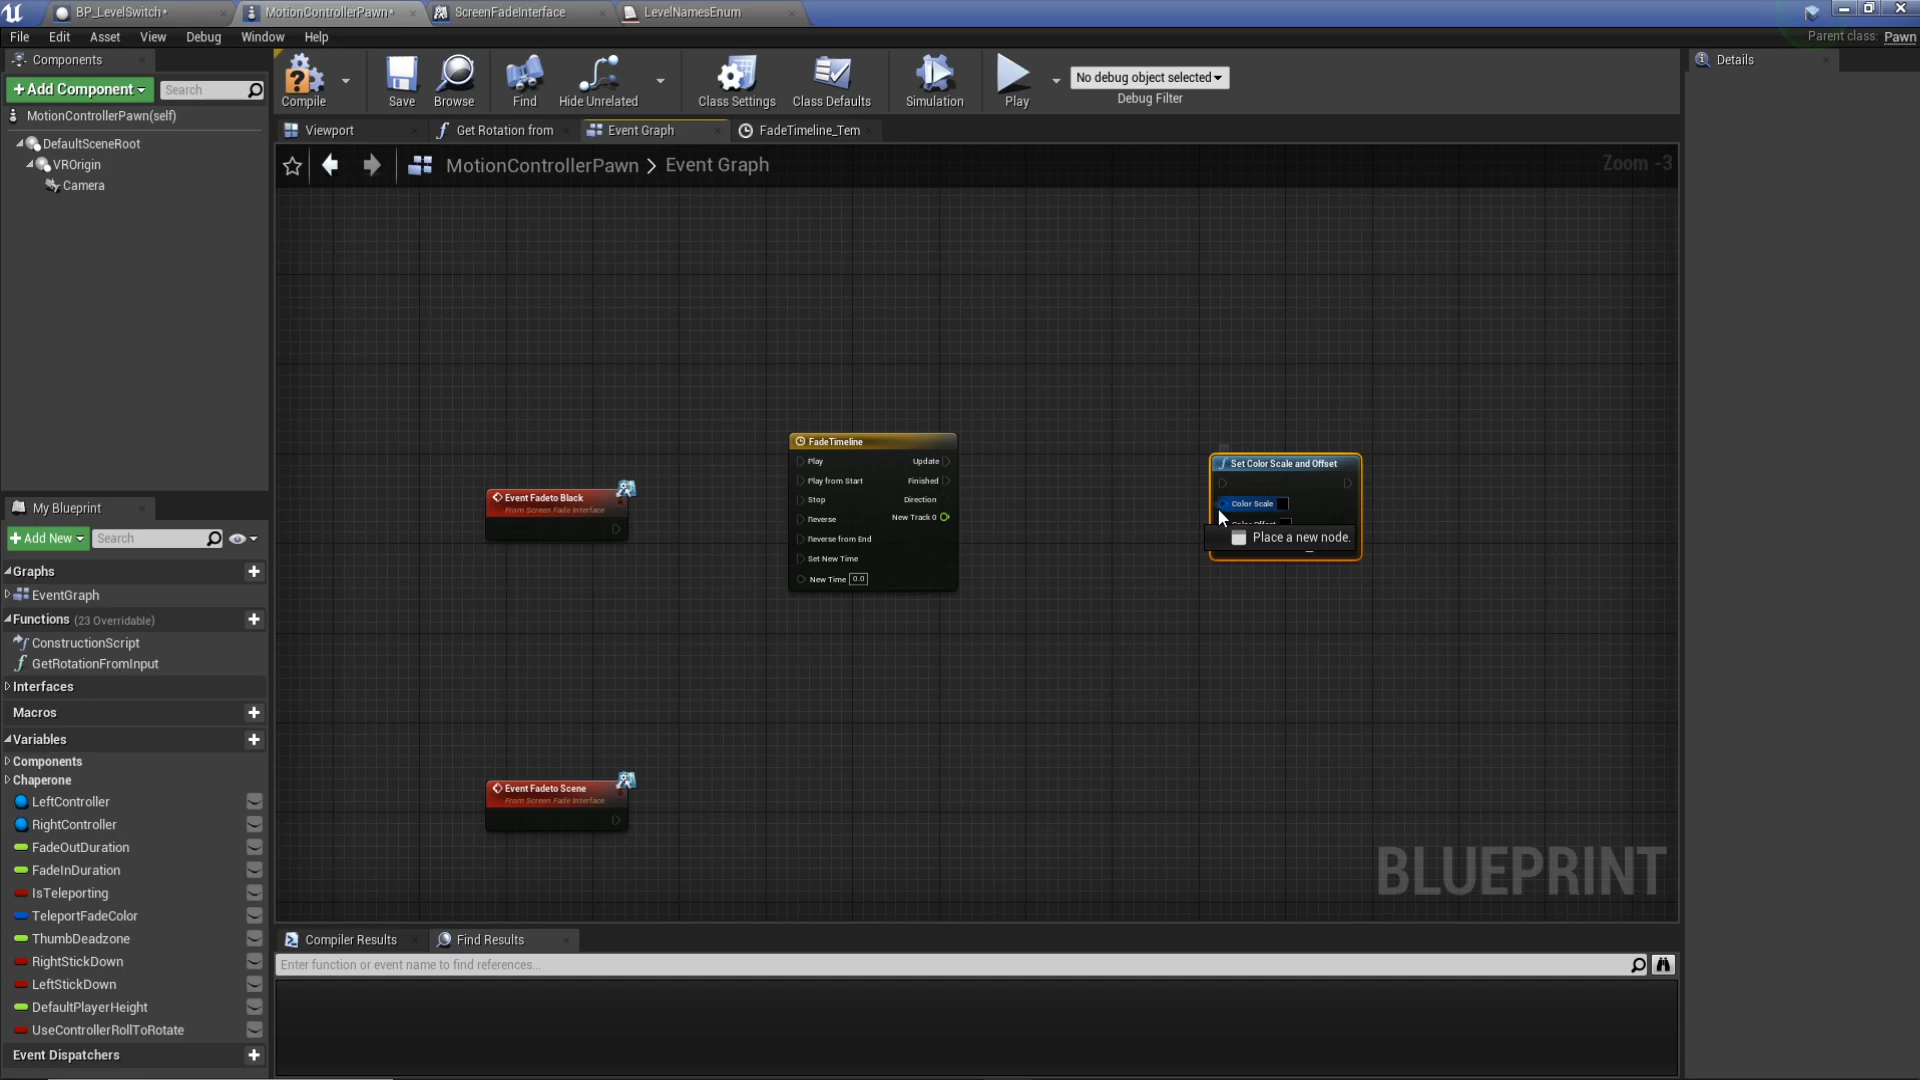 BP_LevelSwitch*
MotionControllerPawn*
ScreenFadeInterface
LevelNamesEnum
File
Edit
Asset
View
Debug
Window
Help
Parent class: Pawn
Components
+Add Component
Search
MotionControllerPawn(self)
DefaultSceneRoot
VROrigin
Camera
Compile
Save
Browse
Find
Hide Unrelated
Class Settings
Class Defaults
Simulation
Play
No debug object selected
Debug Filter
Details
Viewport
Get Rotation from
Event Graph
FadeTimeline_Tem
MotionControllerPawn > Event Graph
Zoom -3
FadeTimeline
Play
Update
Play from Start
Finished
Stop
Direction
Reverse
New Track 0
Reverse from End
Set New Time
New Time 0.0
Event Fadeto Black
From Screen Fade Interface
Set Color Scale and Offset
Color Scale
Color Offset
Place a new node.
Event Fadeto Scene
From Screen Fade Interface
BLUEPRINT
My Blueprint
+Add New
Search
Graphs
EventGraph
Functions (23 Overridable)
ConstructionScript
GetRotationFromInput
Interfaces
Macros
Variables
Components
Chaperone
LeftController
RightController
FadeOutDuration
FadeInDuration
IsTeleporting
TeleportFadeColor
ThumbDeadzone
RightStickDown
LeftStickDown
DefaultPlayerHeight
UseControllerRollToRotate
Event Dispatchers
Compiler Results
Find Results
Enter function or event name to find references...